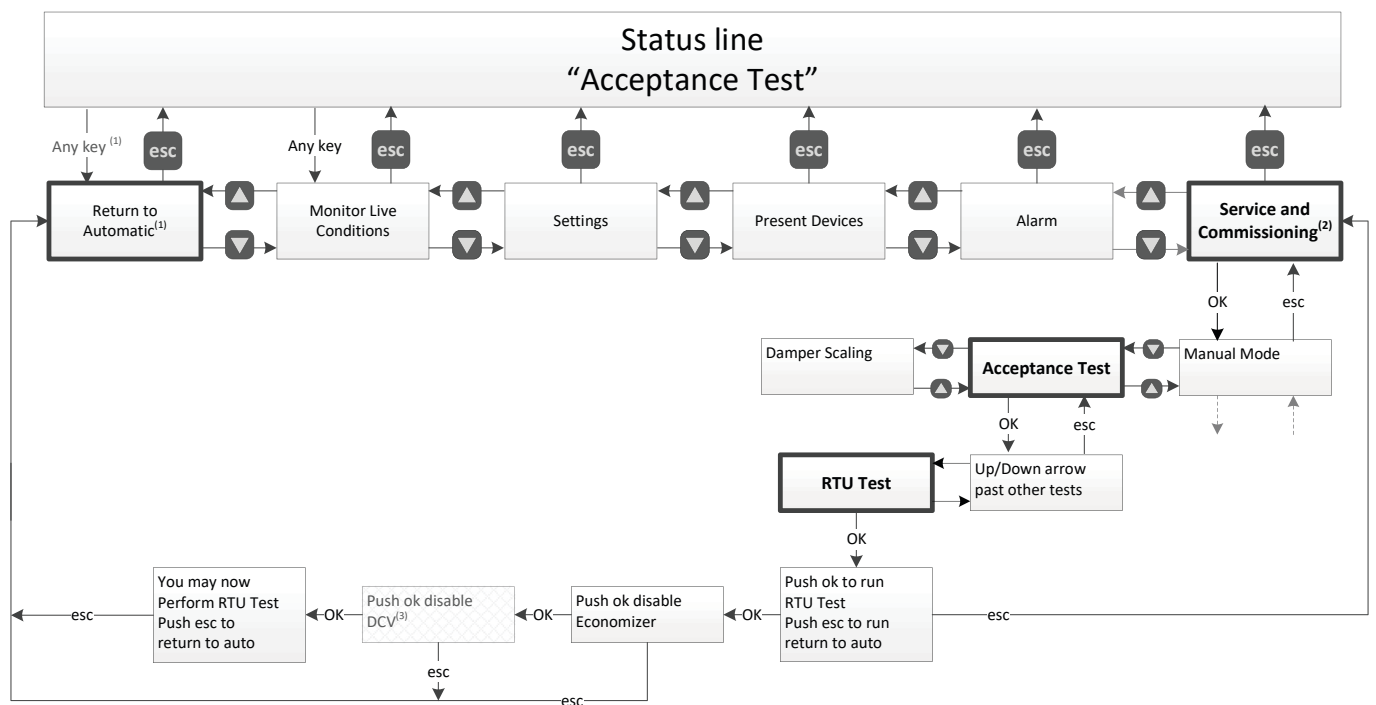 Status line
“Acceptance Test”
Any key (1)
esc
Any key
esc
esc
esc
esc
esc
Return to
Automatic(1)
Monitor Live
Conditions
Settings
Present Devices
Alarm
Service and
Commissioning(2)
OK
esc
Damper Scaling
Acceptance Test
Manual Mode
OK
esc
RTU Test
Up/Down arrow
past other tests
OK
You may now
Perform RTU Test
Push esc to
return to auto
Push ok disable
DCV(3)
Push ok disable
Economizer
Push ok to run
RTU Test
Push esc to run
return to auto
esc
OK
OK
OK
esc
esc
esc